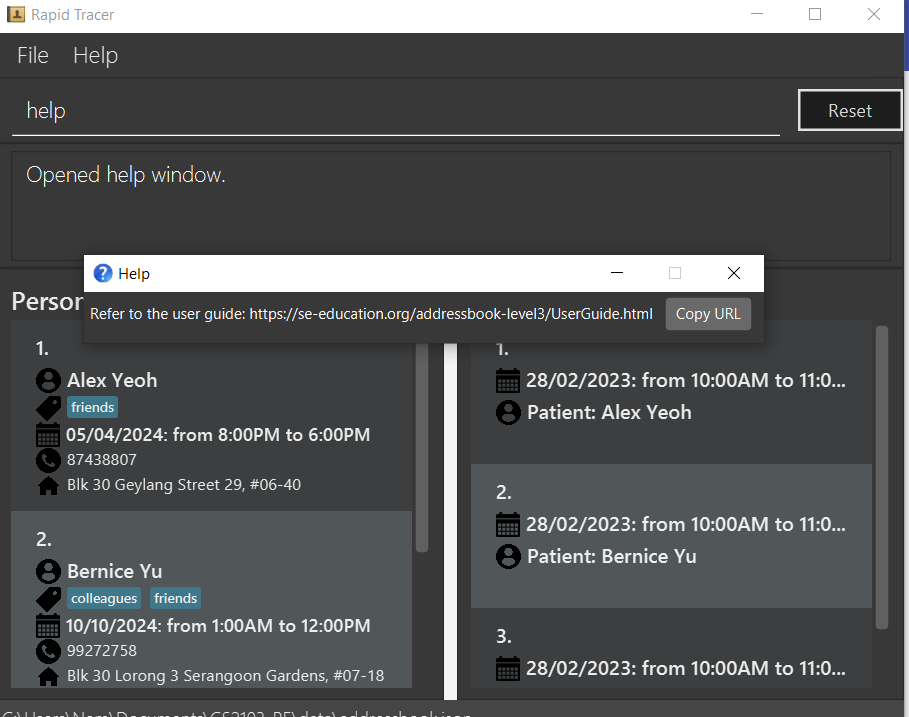 Rapid Tracer
File Help
help
Reset
Opened help window.
Help
Refer to the user guide: https://se-education.org/addressbook-level3/UserGuide.html
Copy URL
1.
Alex Yeoh
friends
05/04/2024: from 8:00PM to 6:00PM
87438807
Blk 30 Geylang Street 29, #06-40
2.
Bernice Yu
colleagues friends
10/10/2024: from 1:00AM to 12:00PM
99272758
Blk 30 Lorong 3 Serangoon Gardens, #07-18
1.
28/02/2023: from 10:00AM to 11:0...
Patient: Alex Yeoh
2.
28/02/2023: from 10:00AM to 11:0...
Patient: Bernice Yu
3.
28/02/2023: from 10:00AM to 11:0...